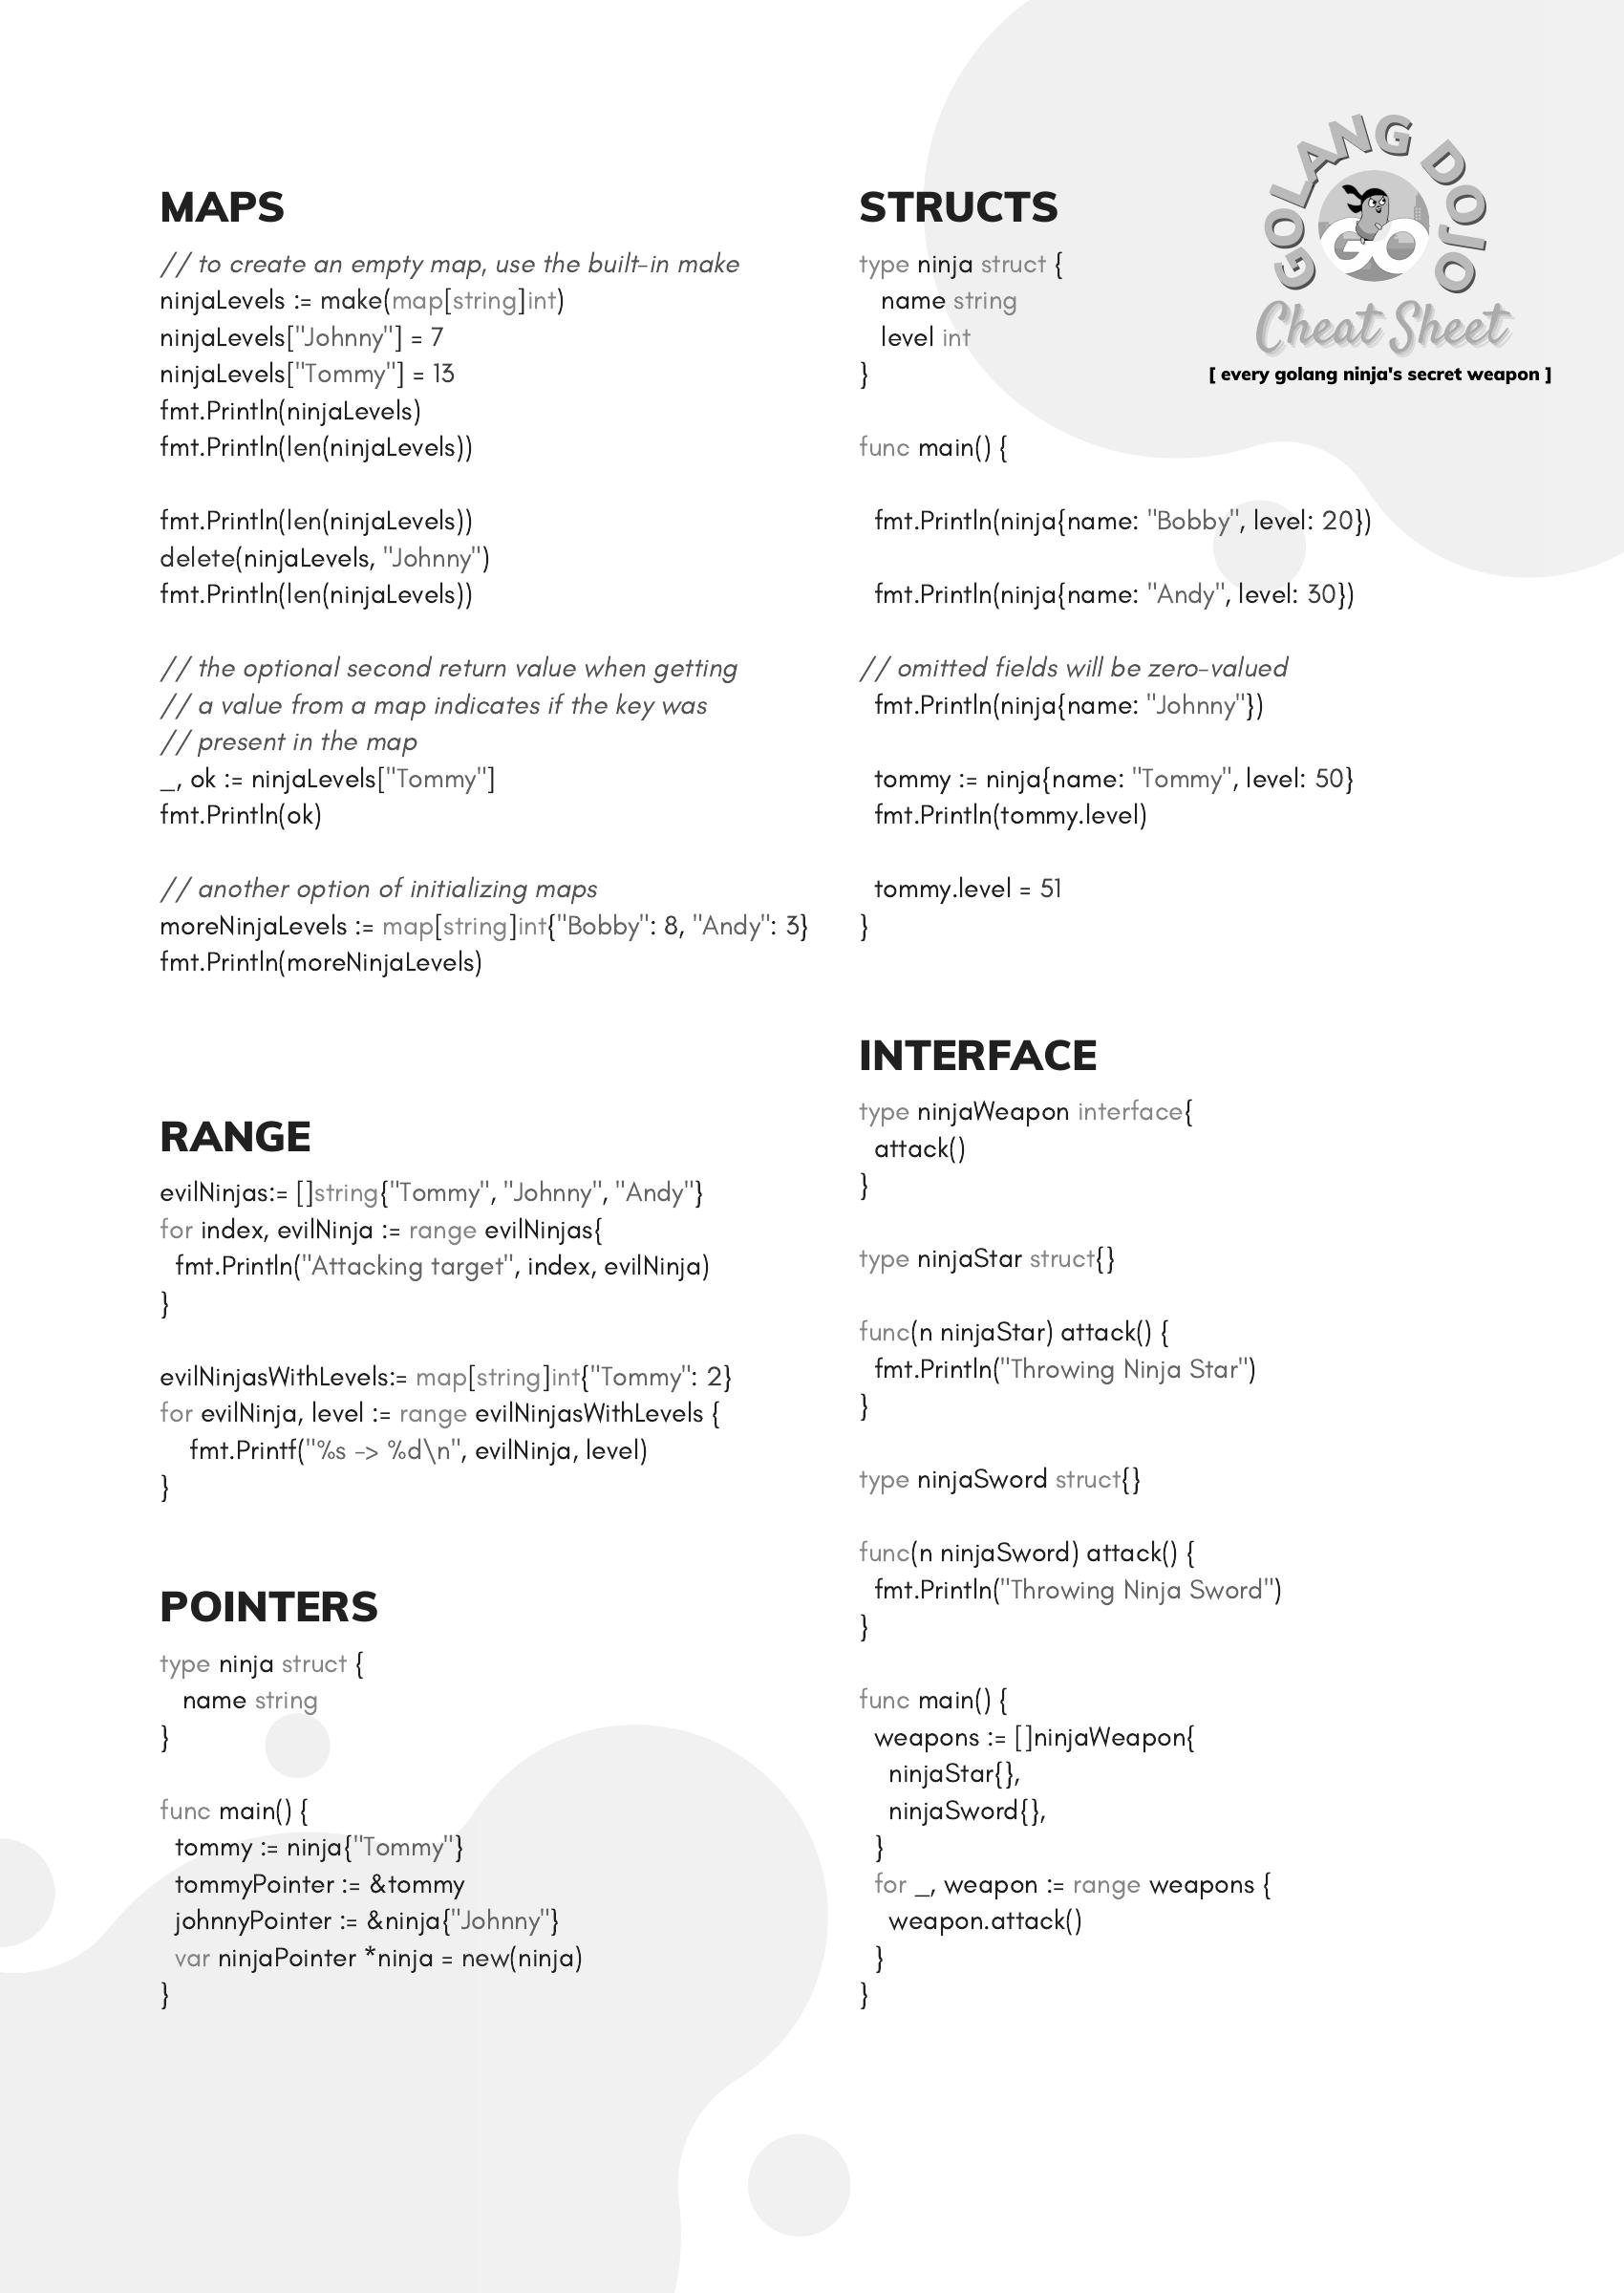 GOLANG DOJO
GO
Cheat Sheet
[ every golang ninja's secret weapon ]
MAPS
// to create an empty map, use the built-in make
ninjaLevels := make(map[string]int)
ninjaLevels["Johnny"] = 7
ninjaLevels["Tommy"] = 13
fmt.Println(ninjaLevels)
fmt.Println(len(ninjaLevels))
fmt.Println(len(ninjaLevels))
delete(ninjaLevels, "Johnny")
fmt.Println(len(ninjaLevels))
// the optional second return value when getting
// a value from a map indicates if the key was
// present in the map
_, ok := ninjaLevels["Tommy"]
fmt.Println(ok)
// another option of initializing maps
moreNinjaLevels := map[string]int{"Bobby": 8, "Andy": 3}
fmt.Println(moreNinjaLevels)
RANGE
evilNinjas:= []string{"Tommy", "Johnny", "Andy"}
for index, evilNinja := range evilNinjas{
fmt.Println("Attacking target", index, evilNinja)
}
evilNinjasWithLevels:= map[string]int{"Tommy": 2}
for evilNinja, level := range evilNinjasWithLevels {
fmt.Printf("%s -> %d\n", evilNinja, level)
}
POINTERS
type ninja struct {
name string
}
func main() {
tommy := ninja{"Tommy"}
tommyPointer := &tommy
johnnyPointer := &ninja{"Johnny"}
var ninjaPointer *ninja = new(ninja)
}
STRUCTS
type ninja struct {
name string
level int
}
func main() {
fmt.Println(ninja{name: "Bobby", level: 20})
fmt.Println(ninja{name: "Andy", level: 30})
// omitted fields will be zero-valued
fmt.Println(ninja{name: "Johnny"})
tommy := ninja{name: "Tommy", level: 50}
fmt.Println(tommy.level)
tommy.level = 51
}
INTERFACE
type ninjaWeapon interface{
attack()
}
type ninjaStar struct{}
func(n ninjaStar) attack() {
fmt.Println("Throwing Ninja Star")
}
type ninjaSword struct{}
func(n ninjaSword) attack() {
fmt.Println("Throwing Ninja Sword")
}
func main() {
weapons := []ninjaWeapon{
ninjaStar{},
ninjaSword{},
}
for _, weapon := range weapons {
weapon.attack()
}
}